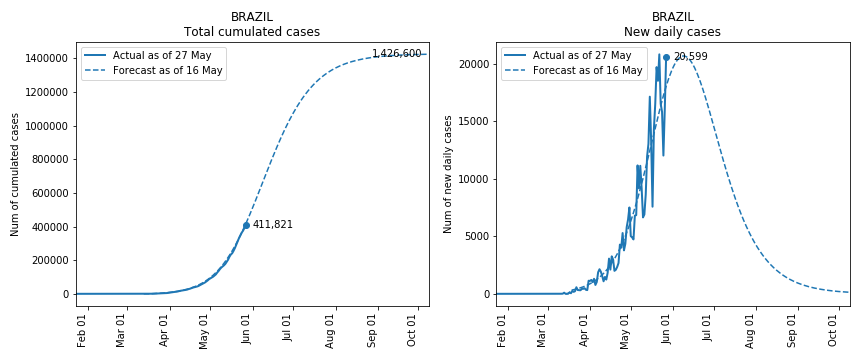 BRAZIL
Total cumulated cases
Actual as of 27 May
Forecast as of 16 May
1,426,600
411,821
Num of cumulated cases
1400000
1200000
1000000
800000
600000
400000
200000
0
Feb 01
Mar 01
Apr 01
May 01
Jun 01
Jul 01
Aug 01
Sep 01
Oct 01
BRAZIL
New daily cases
Actual as of 27 May
Forecast as of 16 May
20,599
Num of new daily cases
20000
15000
10000
5000
0
Feb 01
Mar 01
Apr 01
May 01
Jun 01
Jul 01
Aug 01
Sep 01
Oct 01